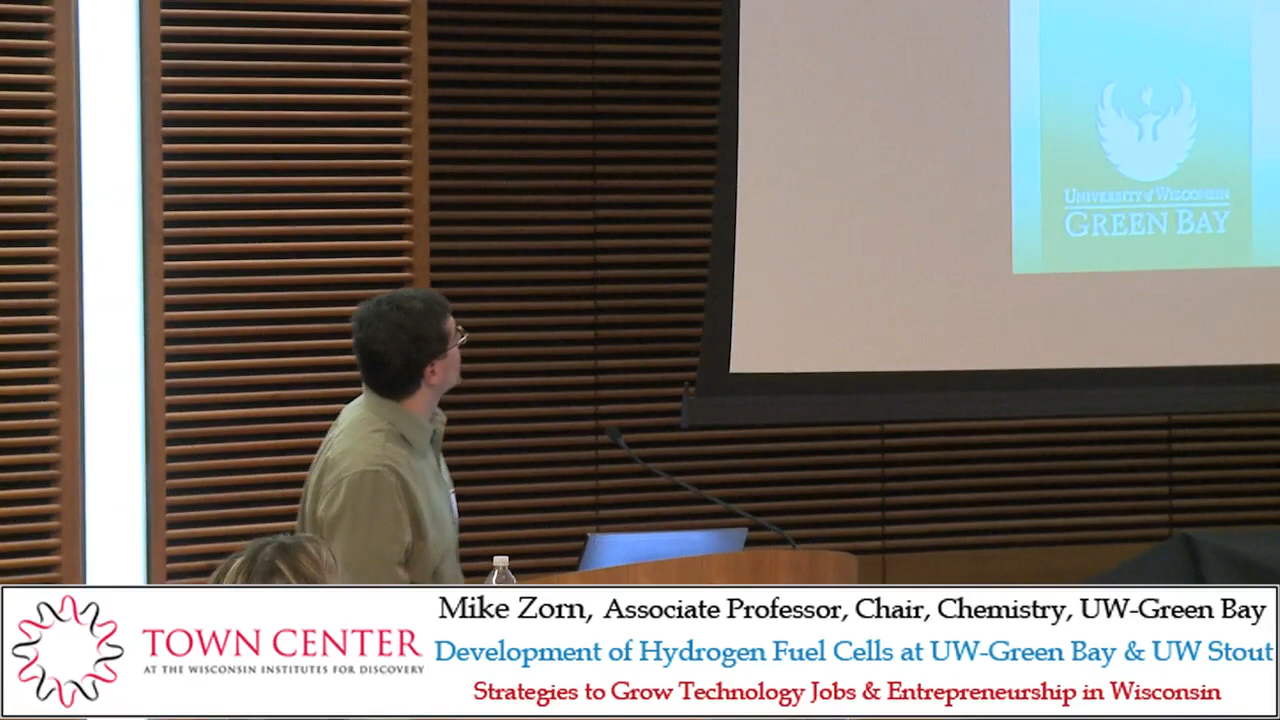 UNIVERSITY of WISCONSIN
GREEN BAY
TOWN CENTER
AT THE WISCONSIN INSTITUTES FOR DISCOVERY
Mike Zorn, Associate Professor, Chair, Chemistry, UW-Green Bay
Development of Hydrogen Fuel Cells at UW-Green Bay & UW Stout
Strategies to Grow Technology Jobs & Entrepreneurship in Wisconsin